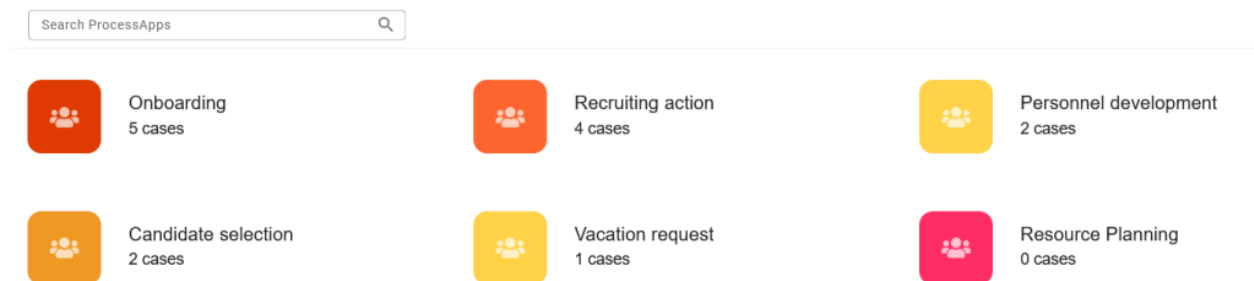 Search ProcessApps
Onboarding
5 cases
Recruiting action
4 cases
Personnel development
2 cases
Candidate selection
2 cases
Vacation request
1 cases
Resource Planning
0 cases